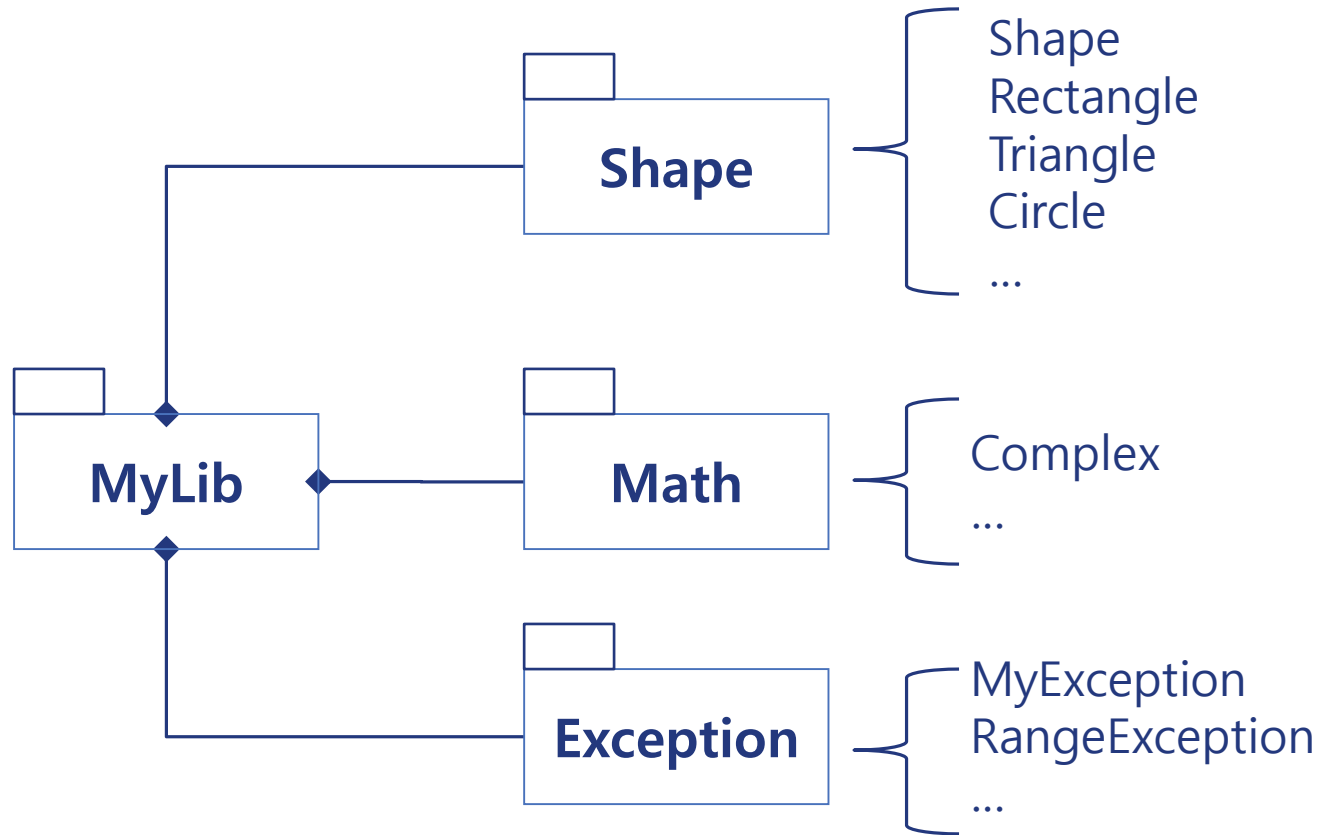 Shape
Shape
Rectangle
Triangle
Circle
...
MyLib
Math
Complex
...
Exception
MyException
RangeException
...